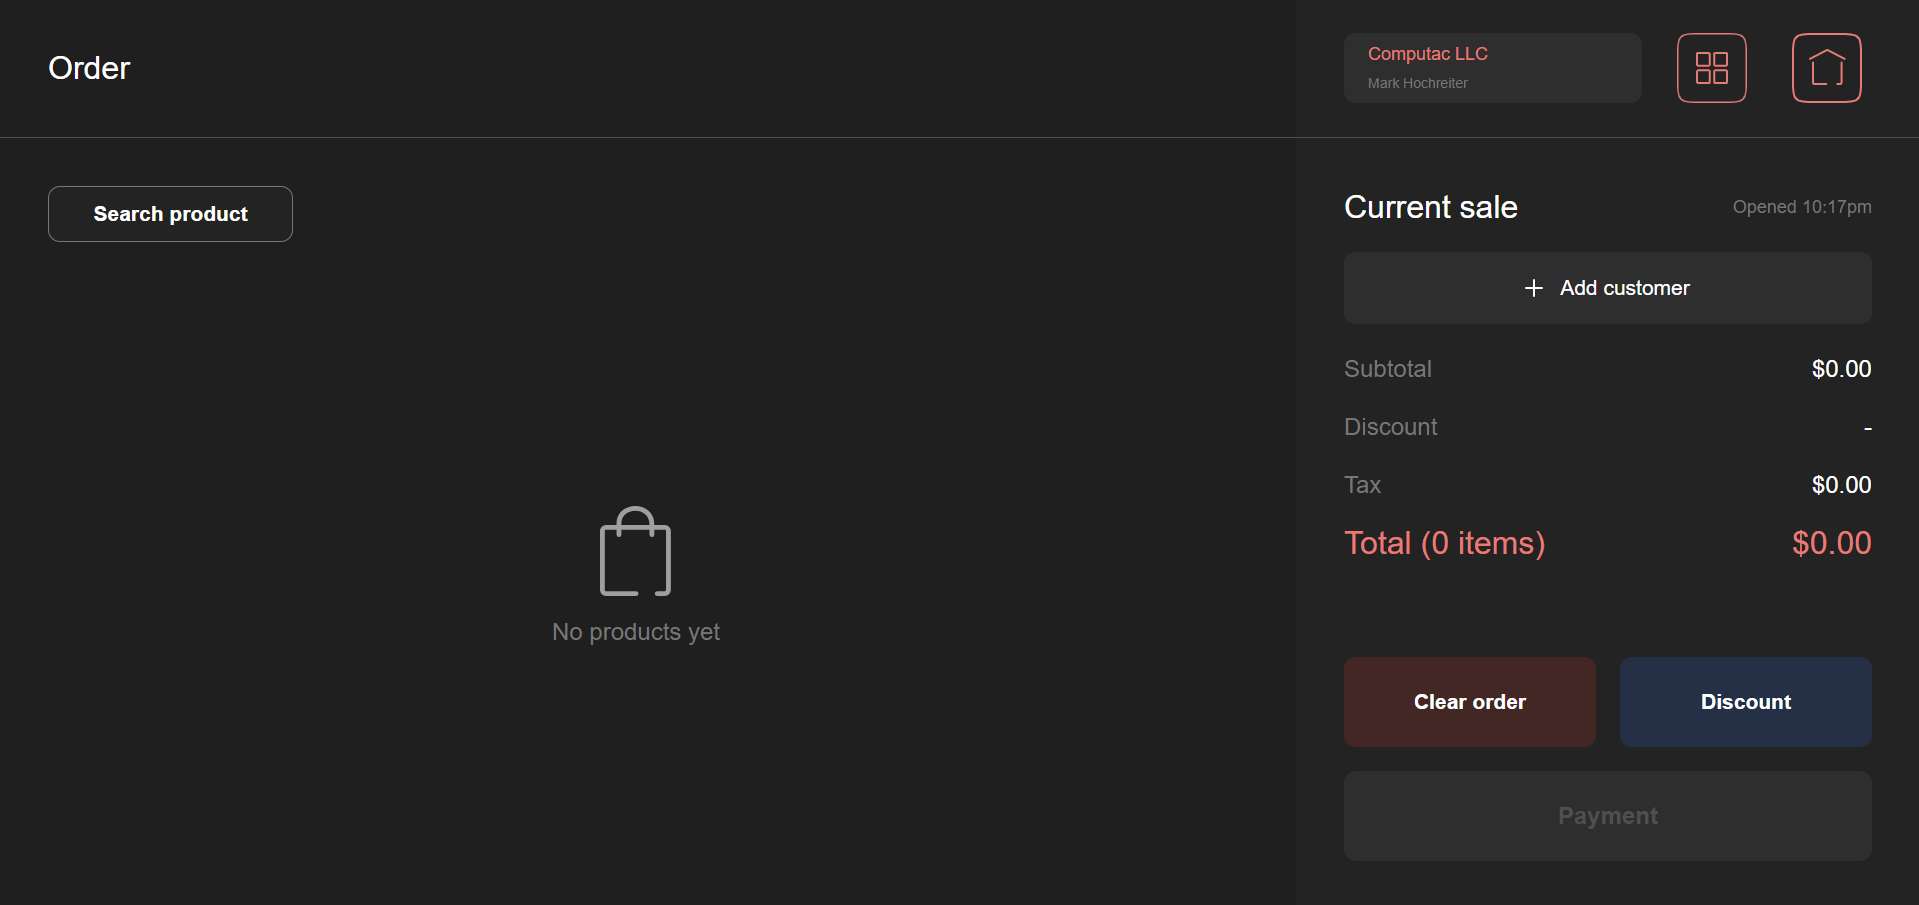 Order
Computac LLC
Mark Hochreiter
Search product
No products yet
Current sale
Opened 10:17pm
Add customer
Subtotal
$0.00
Discount
-
Tax
$0.00
Total (0 items)
$0.00
Clear order
Discount
Payment